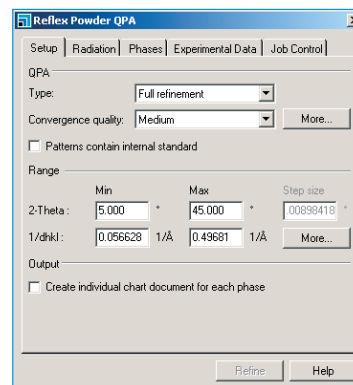 Reflex Powder QPA
Setup Radiation Phases Experimental Data Job Control
QPA
Type: Full refinement
Convergence quality: Medium More...
Patterns contain internal standard
Range
Min Max Step size
2-Theta : 5.000 ° 45.000 ° .00898418 °
1/dhkl : 0.056628 1/Å 0.49681 1/Å More...
Output
Create individual chart document for each phase
Refine Help